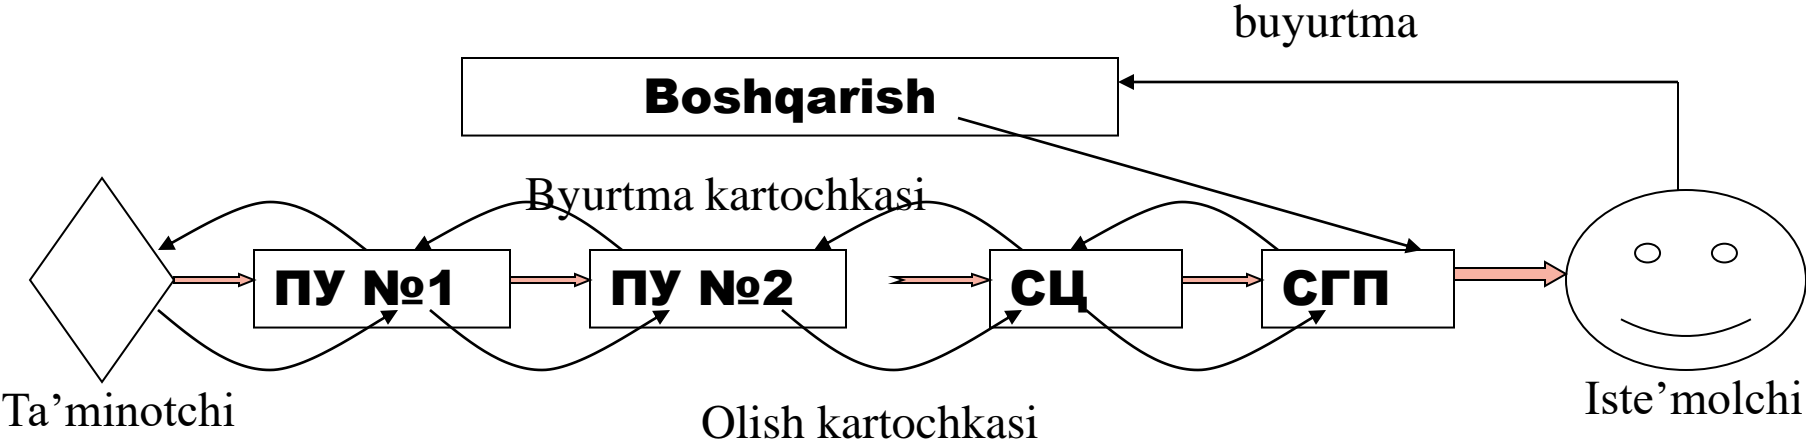 buyurtma
Boshqarish
Byurtma kartochkasi
ПУ №1
ПУ №2
СЦ
СГП
Ta’minotchi
Iste’molchi
Olish kartochkasi